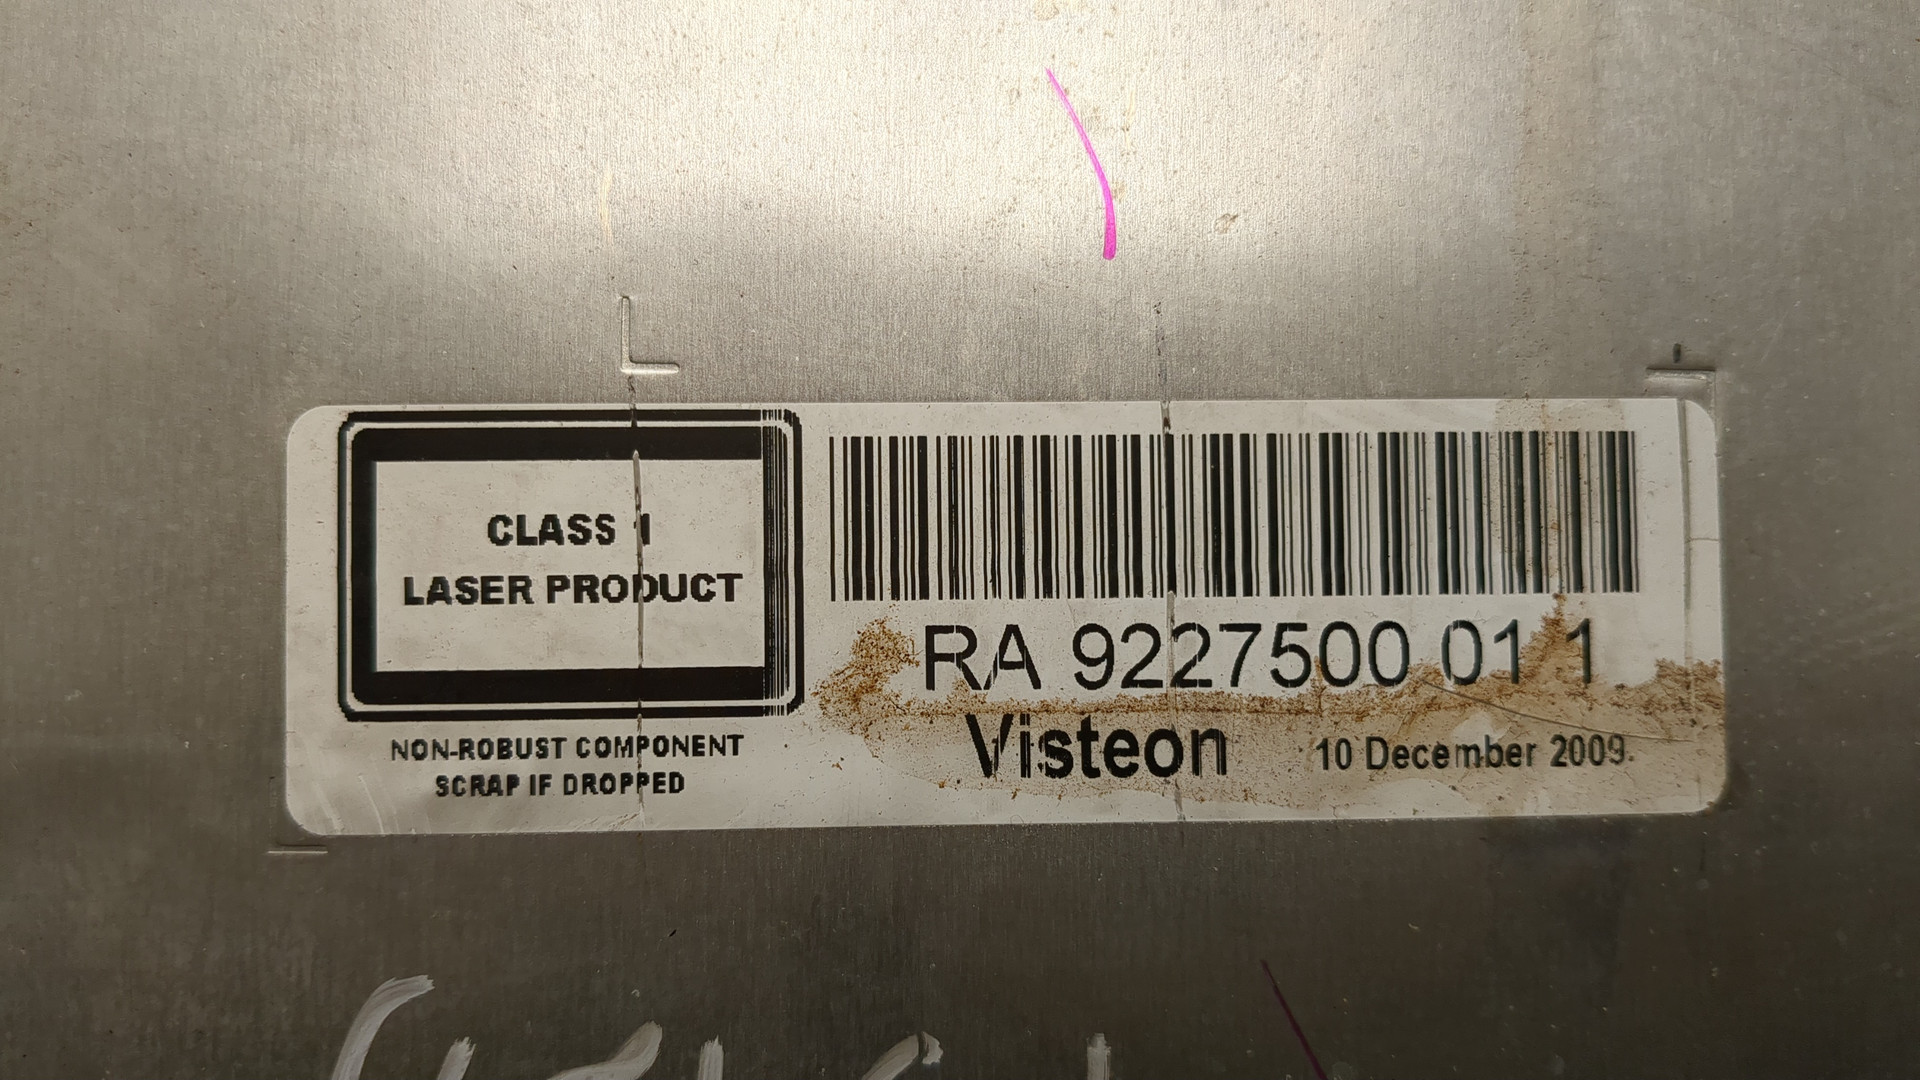 CLASS 1
LASER PRODUCT
NON-ROBUST COMPONENT
SCRAP IF DROPPED
RA 9227500 01 1
Visteon 10 December 2009.